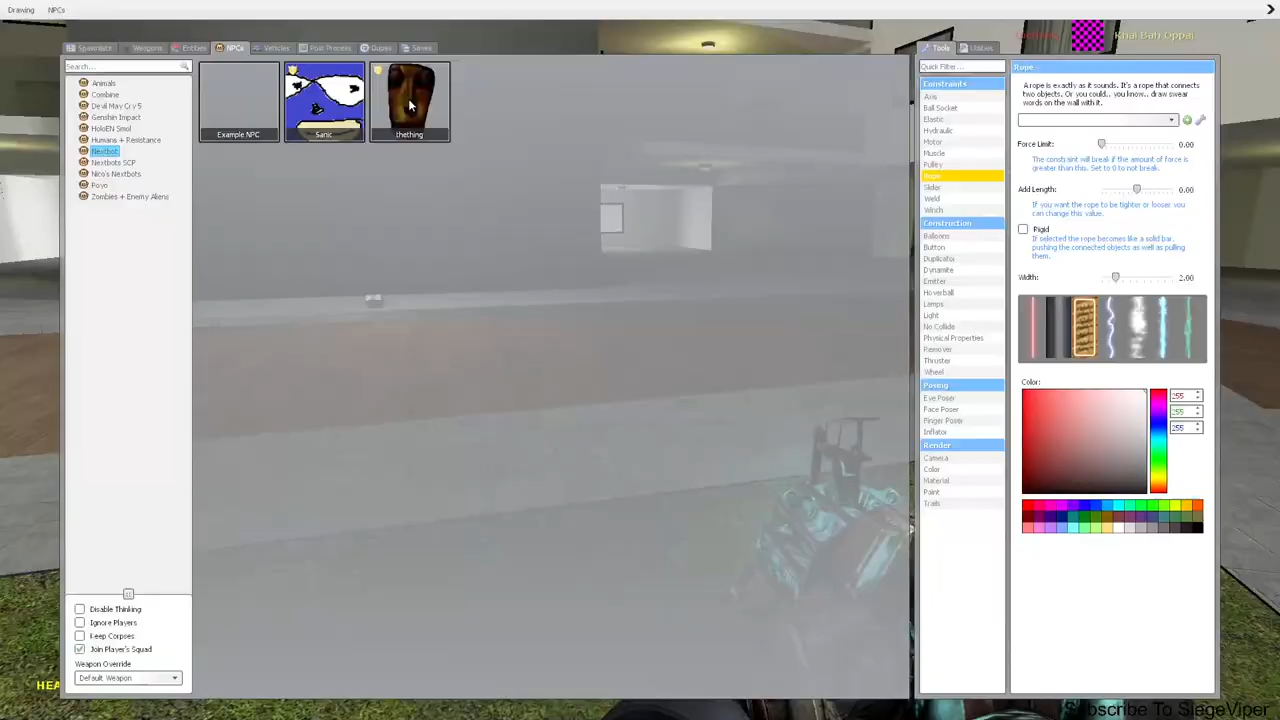 Drawing NPCs
Spawnlists Weapons Entities NPCs Vehicles Post Process Dupes Saves
Search...
Animals
Combine
Devil May Cry 5
Genshin Impact
HoloEN Smol
Humans + Resistance
Nextbot
Nextbots SCP
Nico's Nextbots
Poyo
Zombies + Enemy Aliens
Example NPC
Sanic
thething
Disable Thinking
Ignore Players
Keep Corpses
Join Player's Squad
Weapon Override
Default Weapon
Tools Utilities
Quick Filter...
Constraints
Axis
Ball Socket
Elastic
Hydraulic
Motor
Muscle
Pulley
Rope
Slider
Weld
Winch
Construction
Balloons
Button
Duplicator
Dynamite
Emitter
Hoverball
Lamps
Light
No Collide
Physical Properties
Remover
Thruster
Wheel
Posing
Eye Poser
Face Poser
Finger Poser
Inflator
Render
Camera
Color
Material
Paint
Trails
Rope
A rope is exactly as it sounds. It's a rope that connects
two objects. Or you could.. you know.. draw swear
words on the wall with it.
Force Limit: 0.00
The constraint will break if the amount of force is
greater than this. Set to 0 to not break.
Add Length: 0.00
If you want the rope to be tighter or looser you
can change this value.
Rigid
If selected the rope becomes like a solid bar,
pushing the connected objects as well as pulling
them.
Width: 2.00
Color:
255
255
255
Khai Bah Oppai
HEA
Subscribe To SiegeViper